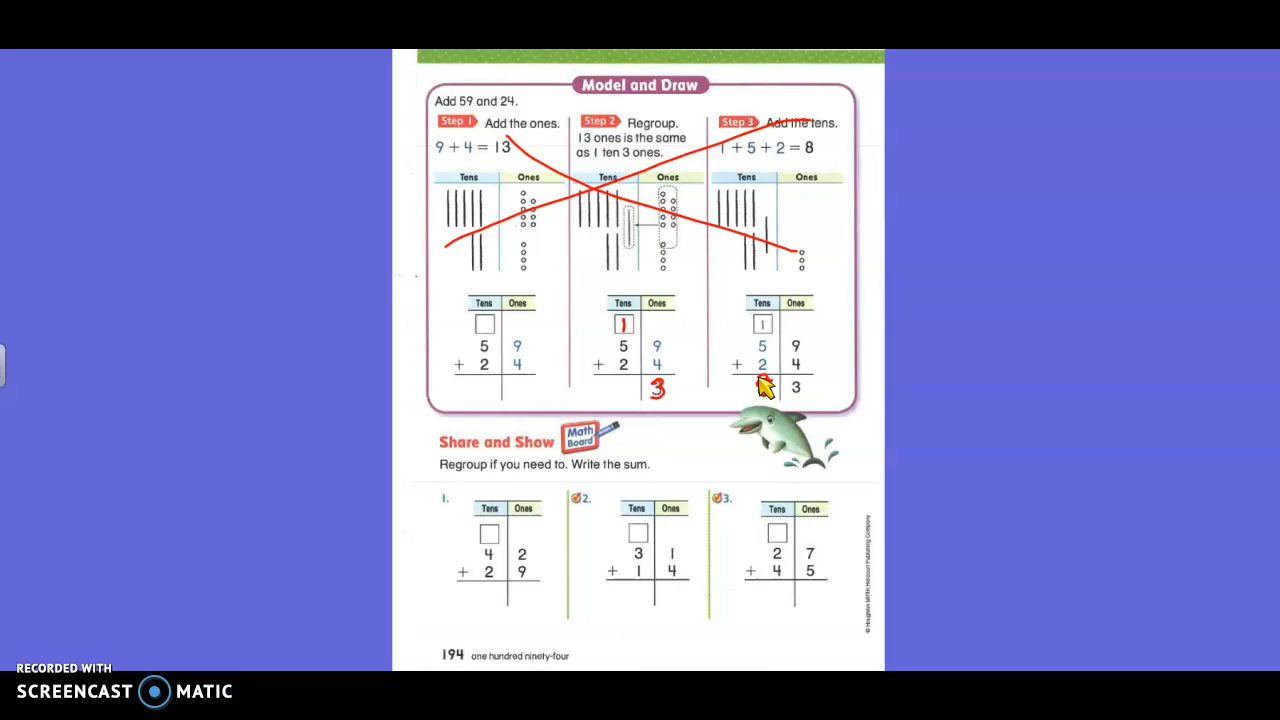 Model and Draw
Add 59 and 24.
Step 1 Add the ones.
9 + 4 = 13
Tens Ones
Tens Ones
5 9
+ 2 4
Step 2 Regroup.
13 ones is the same
as 1 ten 3 ones.
Tens Ones
Tens Ones
1
5 9
+ 2 4
3
Step 3 Add the tens.
1 + 5 + 2 = 8
Tens Ones
Tens Ones
1
5 9
+ 2 4
3
Share and Show Math Board
Regroup if you need to. Write the sum.
1.
Tens Ones
4 2
+ 2 9
2.
Tens Ones
3 1
+ 1 4
3.
Tens Ones
2 7
+ 4 5
© Houghton Mifflin Harcourt Publishing Company
194 one hundred ninety-four
RECORDED WITH
SCREENCAST MATIC